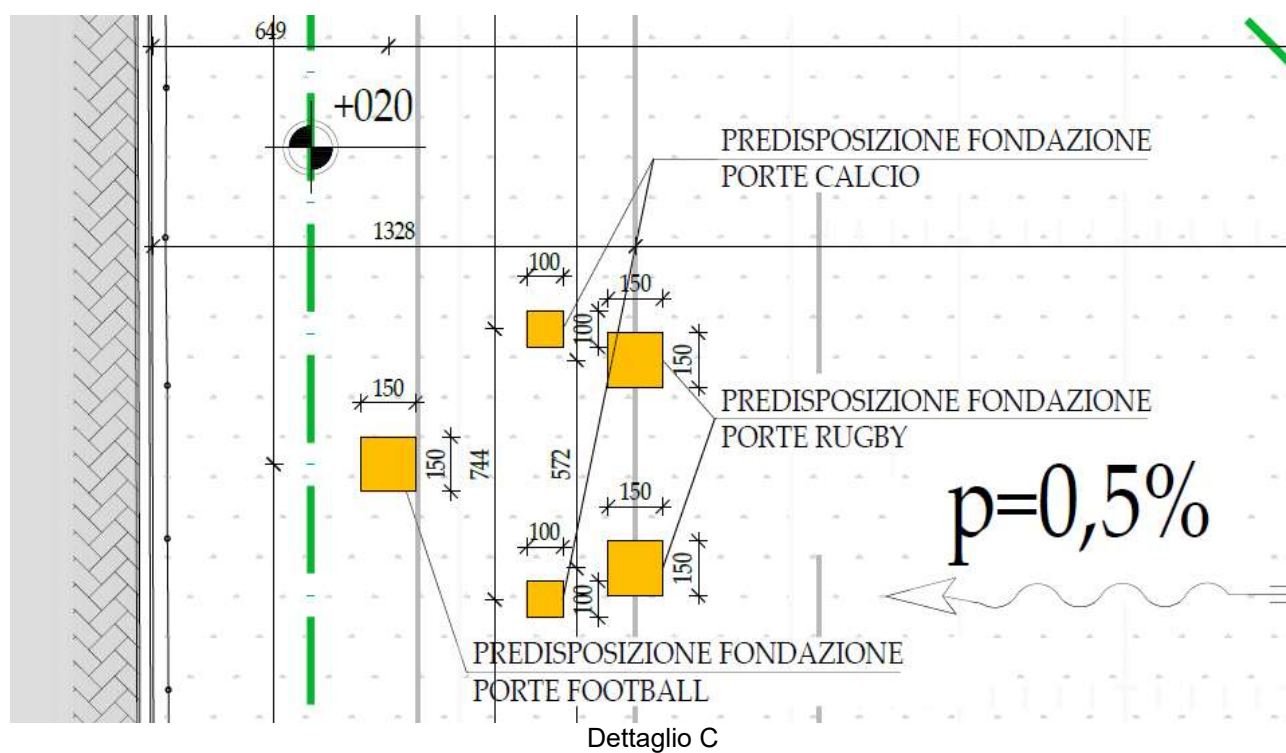 649
+020
PREDISPOSIZIONE FONDAZIONE
PORTE CALCIO
1328
100
150
100
150
150
PREDISPOSIZIONE FONDAZIONE
PORTE RUGBY
150
744
572
150
p=0,5%
100
150
100
PREDISPOSIZIONE FONDAZIONE
PORTE FOOTBALL
Dettaglio C